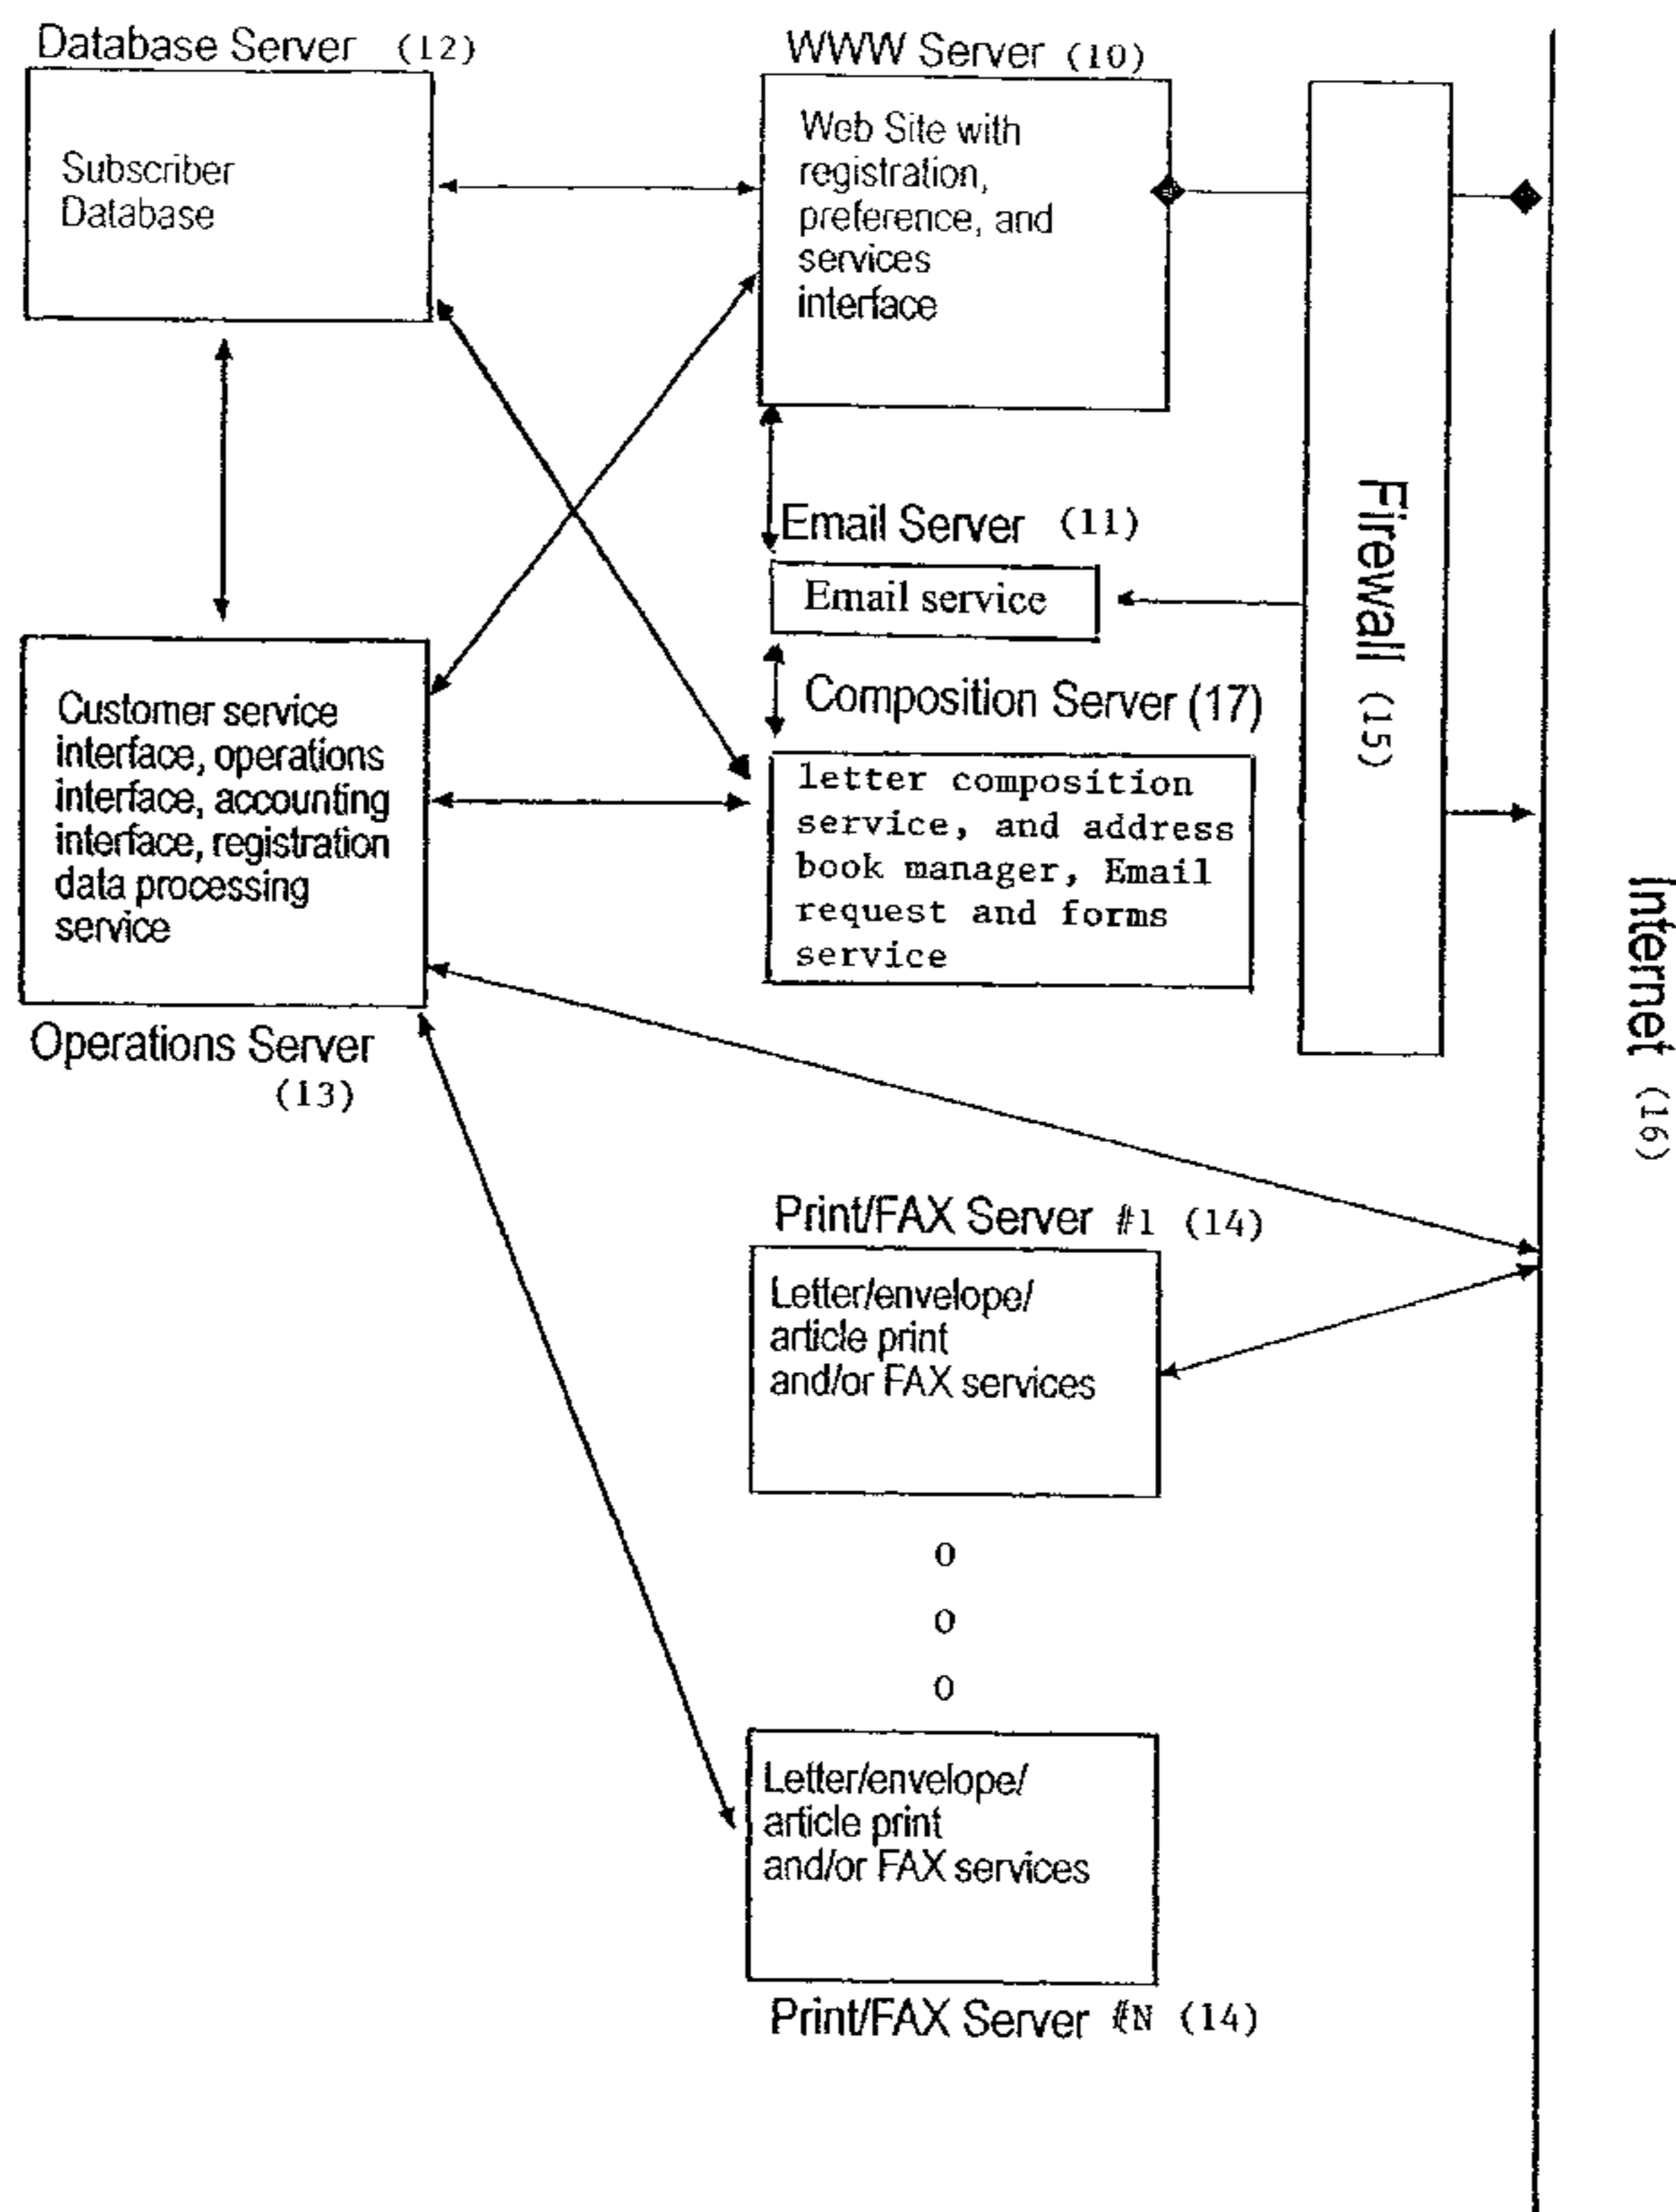 Database Server (12)
Subscriber
Database
WWW Server (10)
Web Site with
registration,
preference, and
services
interface
Email Server (11)
Email service
Composition Server (17)
letter composition
service, and address
book manager, Email
request and forms
service
Firewall (15)
Internet (16)
Customer service
interface, operations
interface, accounting
interface, registration
data processing
service
Operations Server
(13)
Print/FAX Server #1 (14)
Letter/envelope/
article print
and/or FAX services
o
o
o
Letter/envelope/
article print
and/or FAX services
Print/FAX Server #N (14)